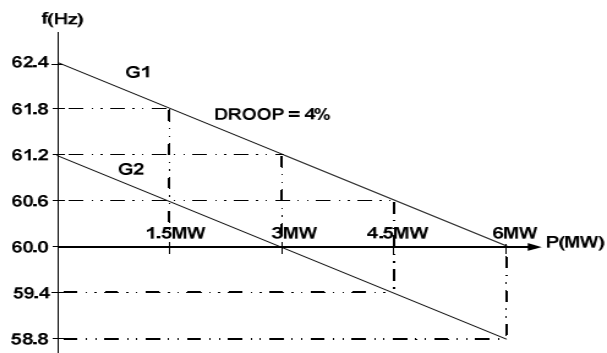 f(Hz)
62.4
G1
61.8
DROOP = 4%
61.2
G2
60.6
1.5MW 3MW 4.5MW 6MW
60.0
P(MW)
59.4
58.8